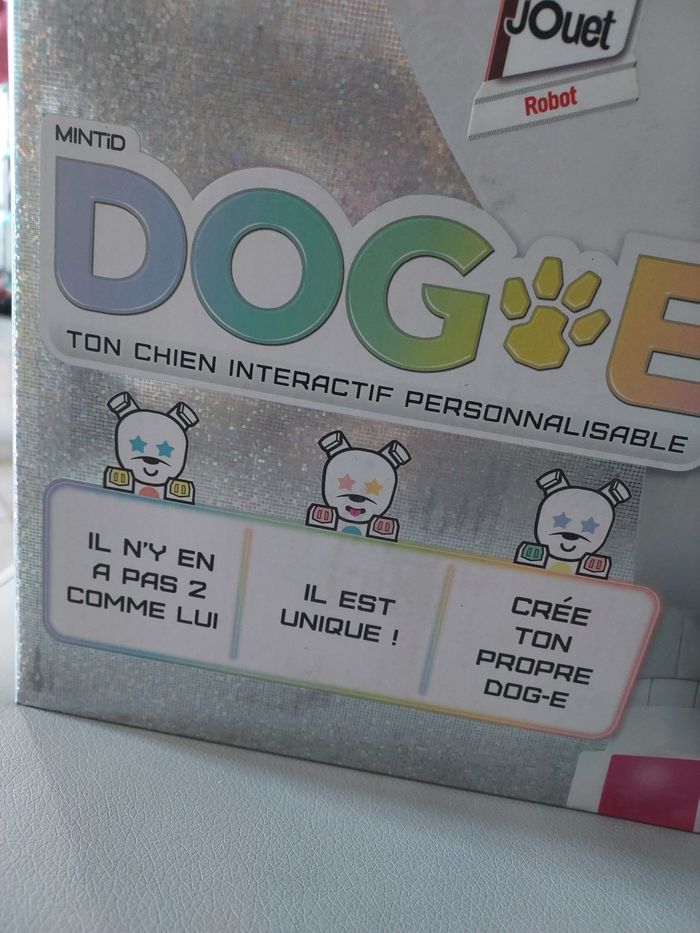 JOuet
Robot
MINTiD
DOG-E
TON CHIEN INTERACTIF PERSONNALISABLE
IL N'Y EN
A PAS 2
COMME LUI
IL EST
UNIQUE !
CRÉE
TON
PROPRE
DOG-E